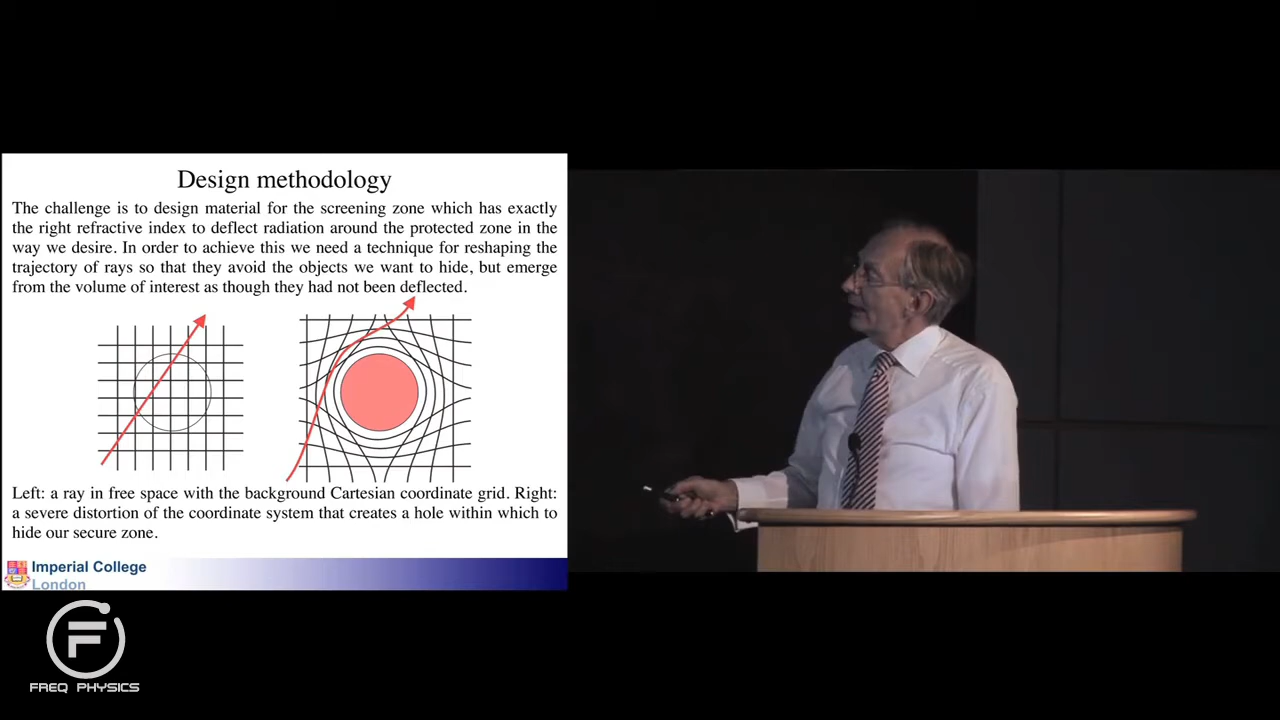 Design methodology
The challenge is to design material for the screening zone which has exactly
the right refractive index to deflect radiation around the protected zone in the
way we desire. In order to achieve this we need a technique for reshaping the
trajectory of rays so that they avoid the objects we want to hide, but emerge
from the volume of interest as though they had not been deflected.
Left: a ray in free space with the background Cartesian coordinate grid. Right:
a severe distortion of the coordinate system that creates a hole within which to
hide our secure zone.
Imperial College
London
FREQ PHYSICS